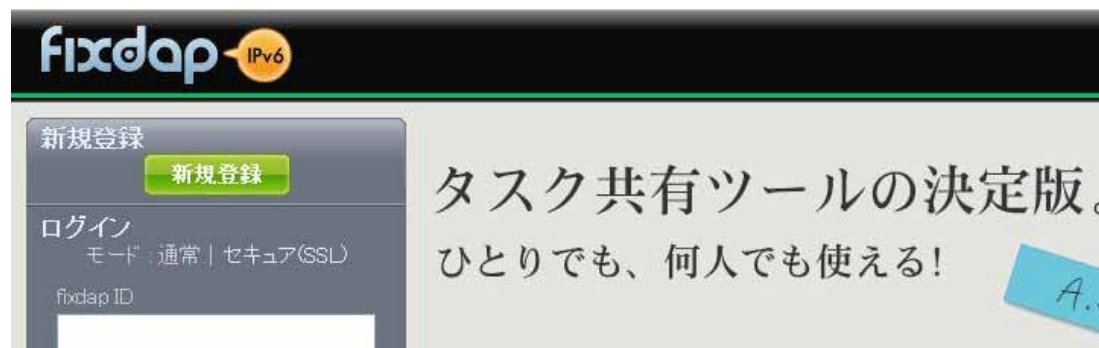 fixdap IPv6
新規登録
新規登録
ログイン
モード : 通常 | セキュア(SSL)
fixdap ID
タスク共有ツールの決定版。
ひとりでも、何人でも使える!